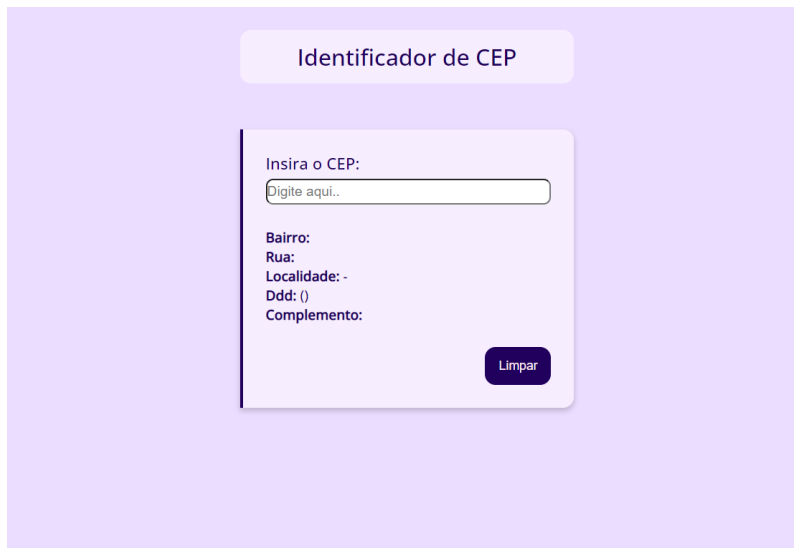 Identificador de CEP
Insira o CEP:
Digite aqui..
Bairro:
Rua:
Localidade: -
Ddd: ()
Complemento:
Limpar